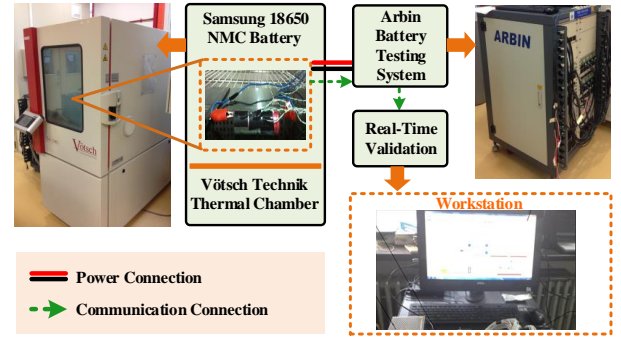 Samsung 18650
NMC Battery
Vötsch Technik
Thermal Chamber
Arbin
Battery
Testing
System
Real-Time
Validation
ARBIN
Vötsch
Workstation
Power Connection
Communication Connection